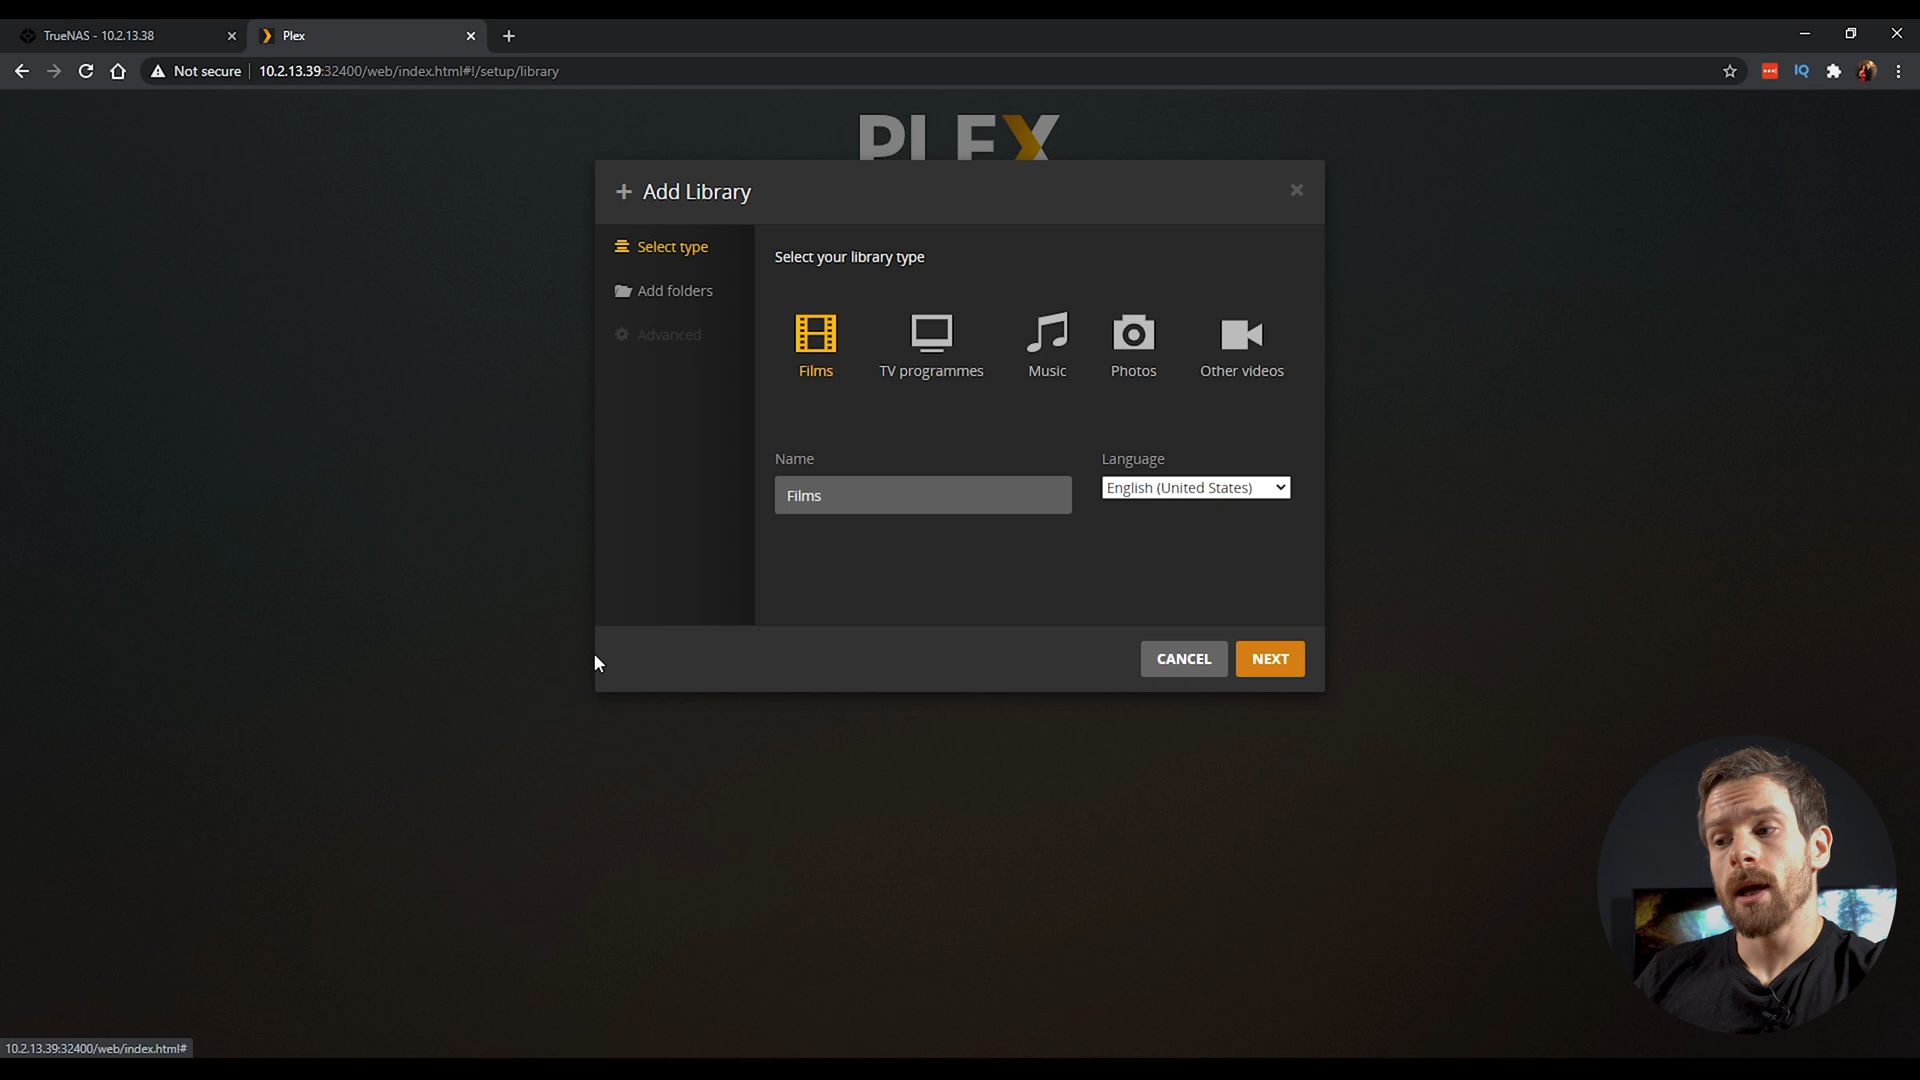 TrueNAS - 10.2.13.38
Plex
Not secure
10.2.13.39:32400/web/index.html#!/setup/library
PLEX
Add Library
Select type
Add folders
Advanced
Select your library type
Films
TV programmes
Music
Photos
Other videos
Name
Language
Films
English (United States)
CANCEL
NEXT
10.2.13.39:32400/web/index.html#
IQ